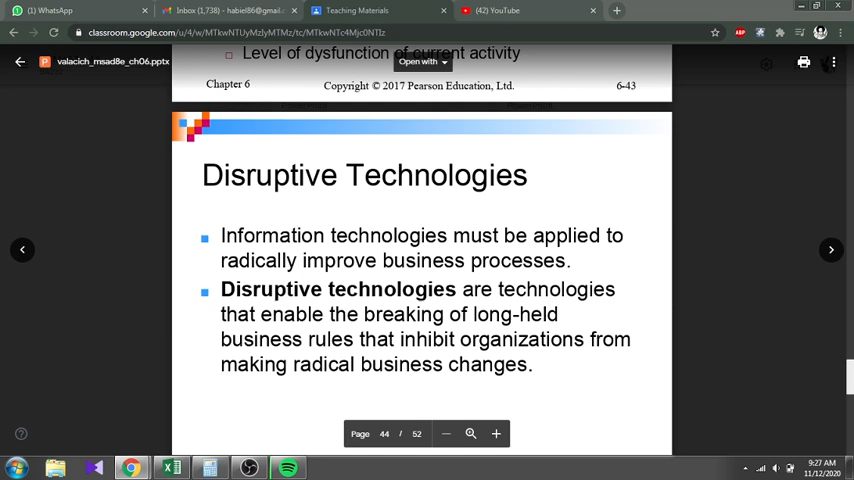 (1) WhatsApp
Inbox (1,738) - habiel86@gmail.
Teaching Materials
(42) YouTube
classroom.google.com/u/4/w/MTkwNTUyMzIyMTMz/tc/MTkwNTc4Mjc0NTIz
Level of dysfunction of current activity
valacich_msad8e_ch06.pptx
Open with
Chapter 6
Copyright © 2017 Pearson Education, Ltd.
6-43
Disruptive Technologies
Information technologies must be applied to
radically improve business processes.
Disruptive technologies are technologies
that enable the breaking of long-held
business rules that inhibit organizations from
making radical business changes.
Page 44 / 52
9:27 AM
11/12/2020